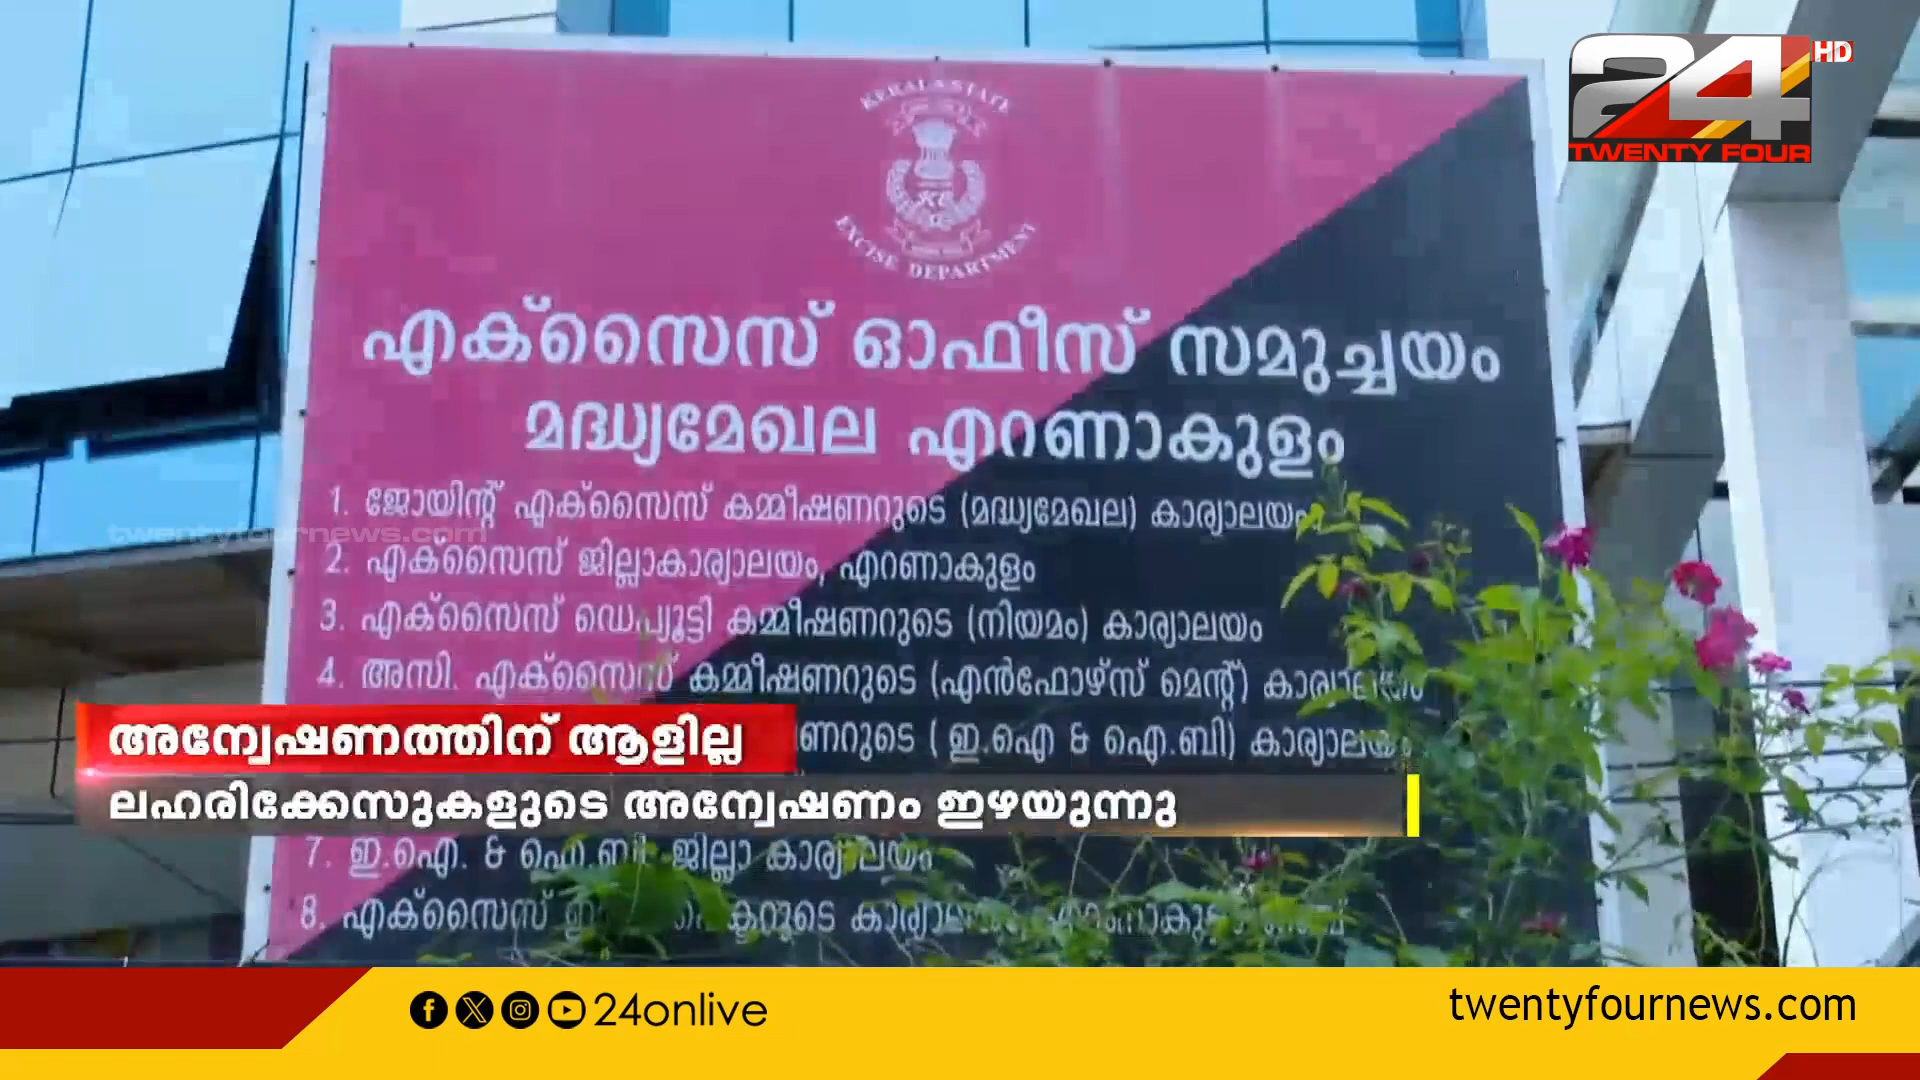 24 HD
TWENTY FOUR
KERALA STATE
EXCISE DEPARTMENT
എക്സൈസ് ഓഫീസ് സമുച്ചയം
മദ്ധ്യമേഖല എറണാകുളം
1. ജോയിന്റ് എക്സൈസ് കമ്മീഷണറുടെ (മദ്ധ്യമേഖല) കാര്യാലയം
twentyfournews.com
2. എക്സൈസ് ജില്ലാകാര്യാലയം, എറണാകുളം
3. എക്സൈസ് ഡെപ്യൂട്ടി കമ്മീഷണറുടെ (നിയമം) കാര്യാലയം
4. അസി. എക്സൈസ് കമ്മീഷണറുടെ (എൻഫോഴ്സ് മെന്റ്) കാര്യാലയം
ണറുടെ ( ഇ.ഐ & ഐ.ബി) കാര്യാലയം
അന്വേഷണത്തിന് ആളില്ല
ലഹരിക്കേസുകളുടെ അന്വേഷണം ഇഴയുന്നു
7. ഇ.ഐ. & ഐ.ബി. ജില്ലാ കാര്യാലയം
8. എക്സൈസ്
24onlive
twentyfournews.com